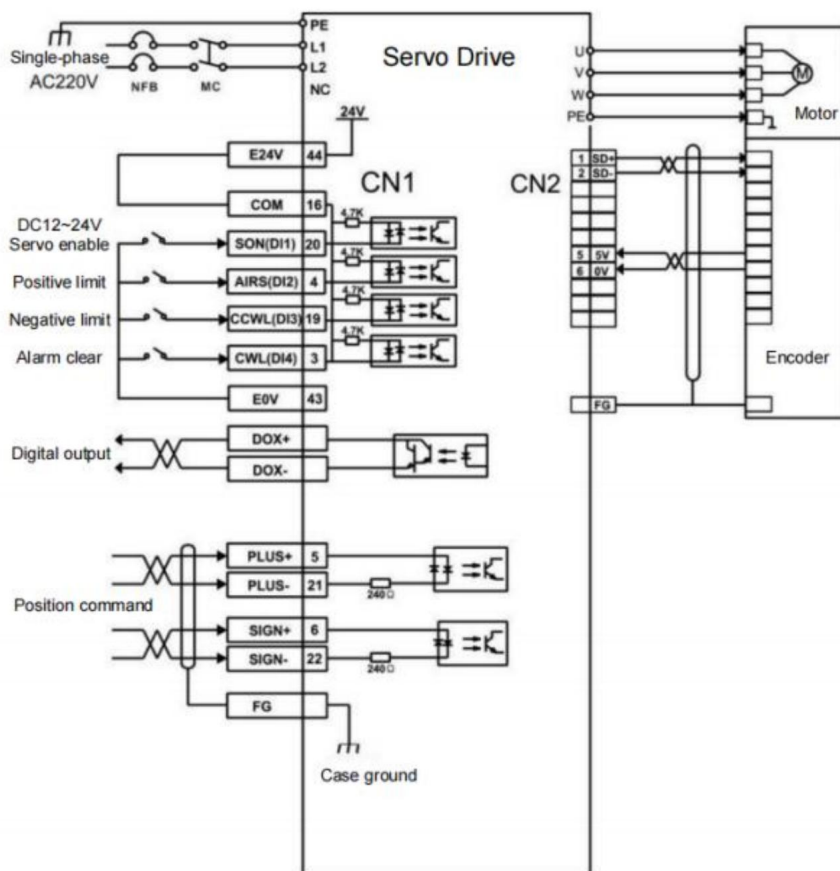 PE
L1
Single-phase
AC220V
NFB
MC
L2
NC
Servo Drive
U
V
W
PE
M
Motor
24V
E24V 44
CN1
CN2
1 SD+
2 SD-
COM 16
4.7K
DC12~24V
Servo enable
SON(DI1) 20
4.7K
5 5V
6 0V
Positive limit
AIRS(DI2) 4
4.7K
Negative limit
CCWL(DI3) 19
4.7K
Alarm clear
CWL(DI4) 3
Encoder
E0V 43
FG
Digital output
DOX+
DOX-
PLUS+ 5
PLUS- 21
240Ω
Position command
SIGN+ 6
SIGN- 22
240Ω
FG
Case ground